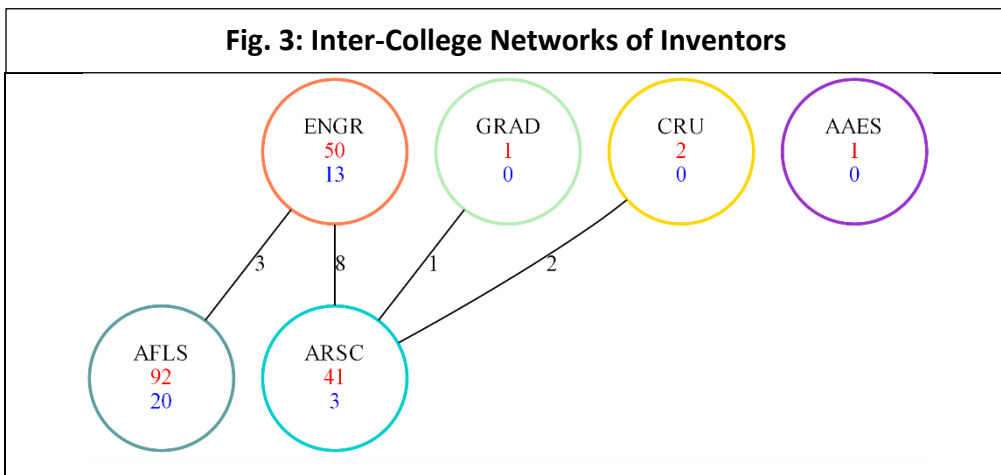 Fig. 3: Inter-College Networks of Inventors
ENGR
50
13
GRAD
1
0
CRU
2
0
AAES
1
0
3
8
1
2
AFLS
92
20
ARSC
41
3